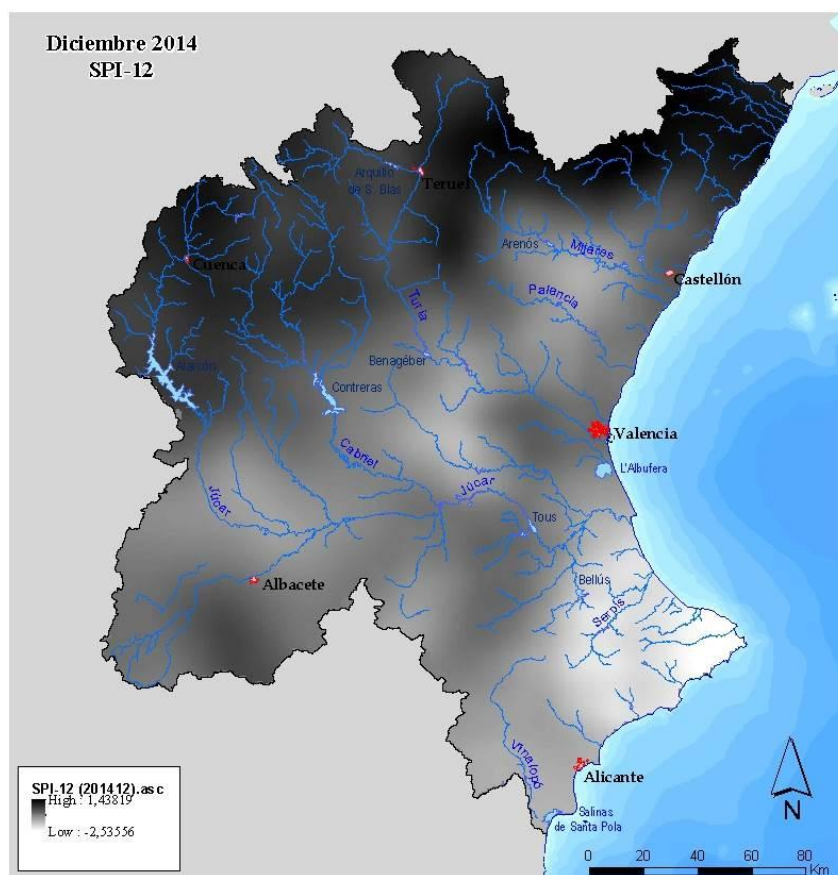 Diciembre 2014
SPI-12
Arquillo
de S. Blas
Teruel
Arenós
Mijares
Cuenca
Castellón
Palencia
Turia
Alarcón
Benagéber
Contreras
Valencia
Cabriel
L'Albufera
Júcar
Júcar
Tous
Albacete
Bellús
Serpis
Vinalopó
Alicante
SPI-12 (201412).asc
High : 1,43819
Low : -2,53556
Salinas
de Santa Pola
N
0 20 40 60 80
Km